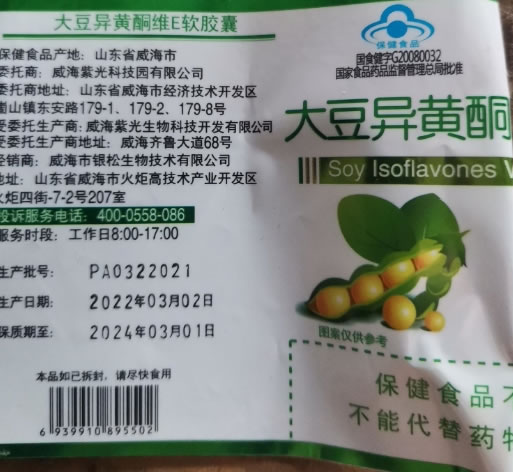 大豆异黄酮维E软胶囊
保健食品产地：山东省威海市
委托商：威海紫光科技园有限公司
委托商地址：山东省威海市经济技术开发区
崮山镇东安路179-1、179-2、179-8号
受委托生产商：威海紫光生物科技开发有限公司
受委托生产商地址：威海齐鲁大道68号
经销商：威海市银松生物技术有限公司
地址：山东省威海市火炬高技术产业开发区
火炬四街-7-2号207室
投诉服务电话：400-0558-086
服务时段：工作日8:00-17:00
生产批号：PA0322021
生产日期：2022年03月02日
保质期至：2024年03月01日
本品如已拆封，请尽快食用
6 939910 895502
保健食品
国食健字G20080032
国家食品药品监督管理总局批准
大豆异黄酮
Soy Isoflavones V
图案仅供参考
保健食品不
不能代替药物